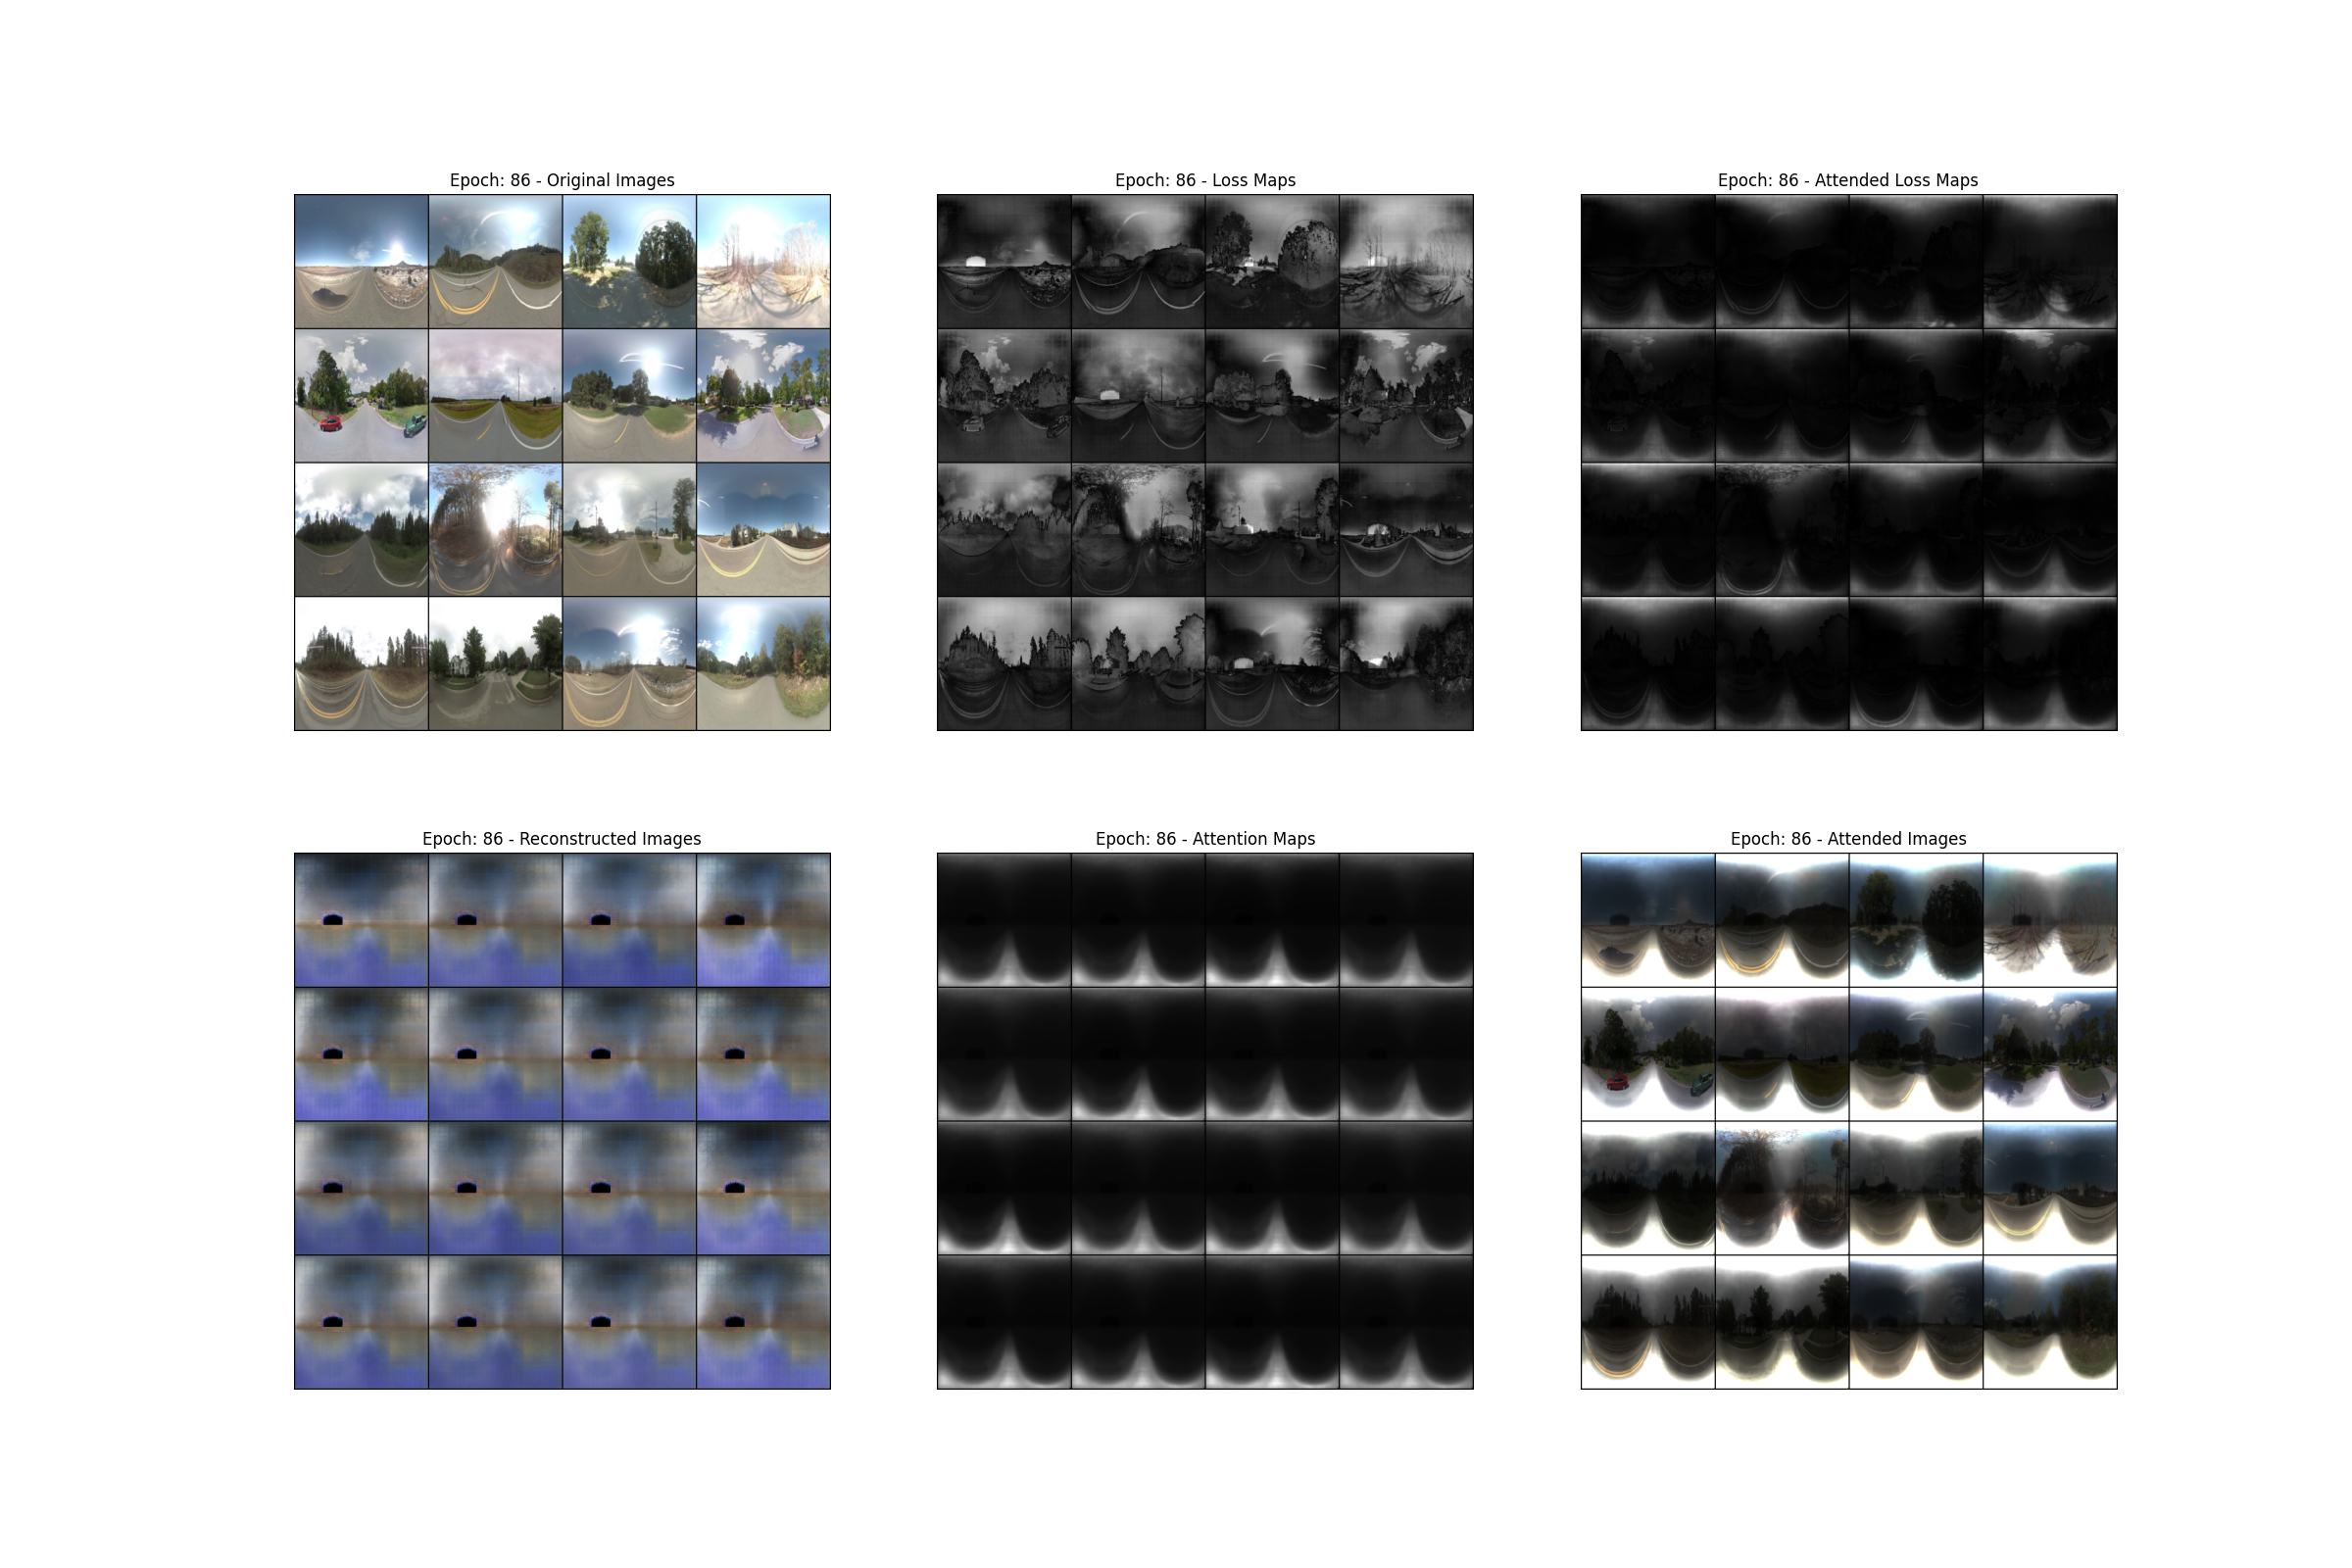 Epoch: 86 - Original Images
Epoch: 86 - Loss Maps
Epoch: 86 - Attended Loss Maps
Epoch: 86 - Reconstructed Images
Epoch: 86 - Attention Maps
Epoch: 86 - Attended Images